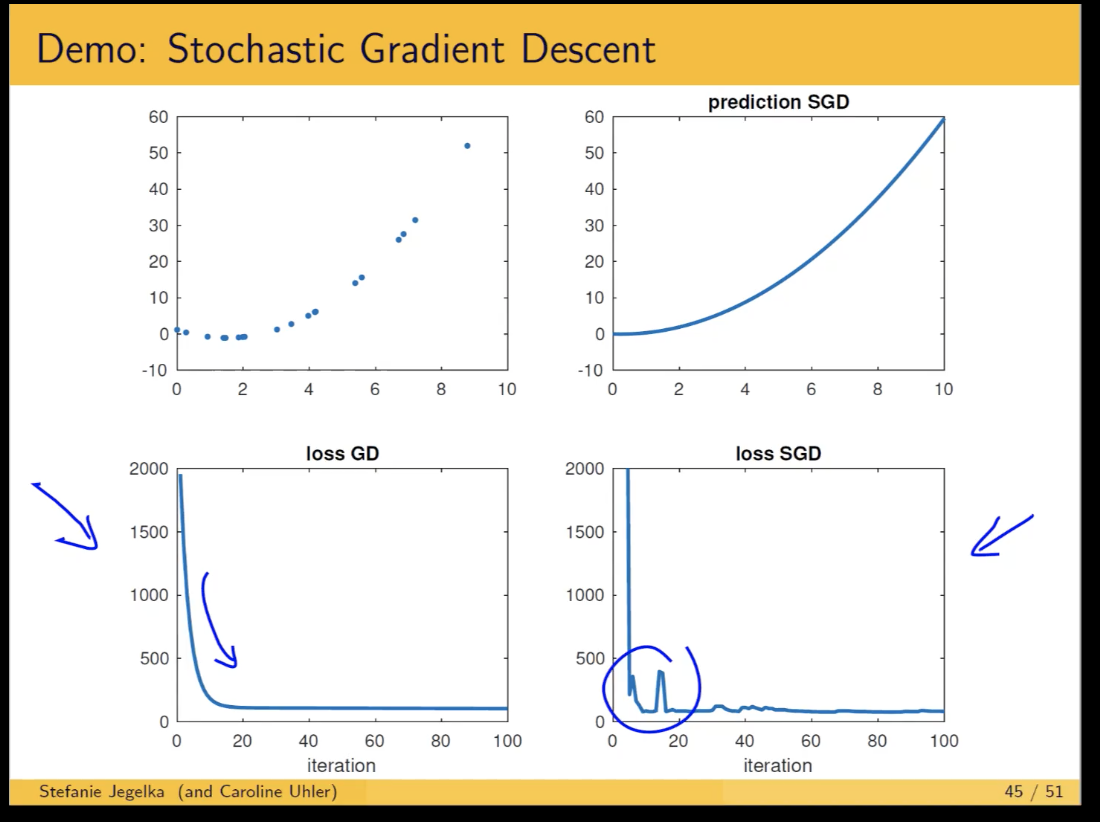 Demo: Stochastic Gradient Descent
60
50
40
30
20
10
0
-10
0 2 4 6 8 10
prediction SGD
60
50
40
30
20
10
0
-10
0 2 4 6 8 10
loss GD
2000
1500
1000
500
0
0 20 40 60 80 100
iteration
loss SGD
2000
1500
1000
500
0
0 20 40 60 80 100
iteration
Stefanie Jegelka (and Caroline Uhler) 45 / 51